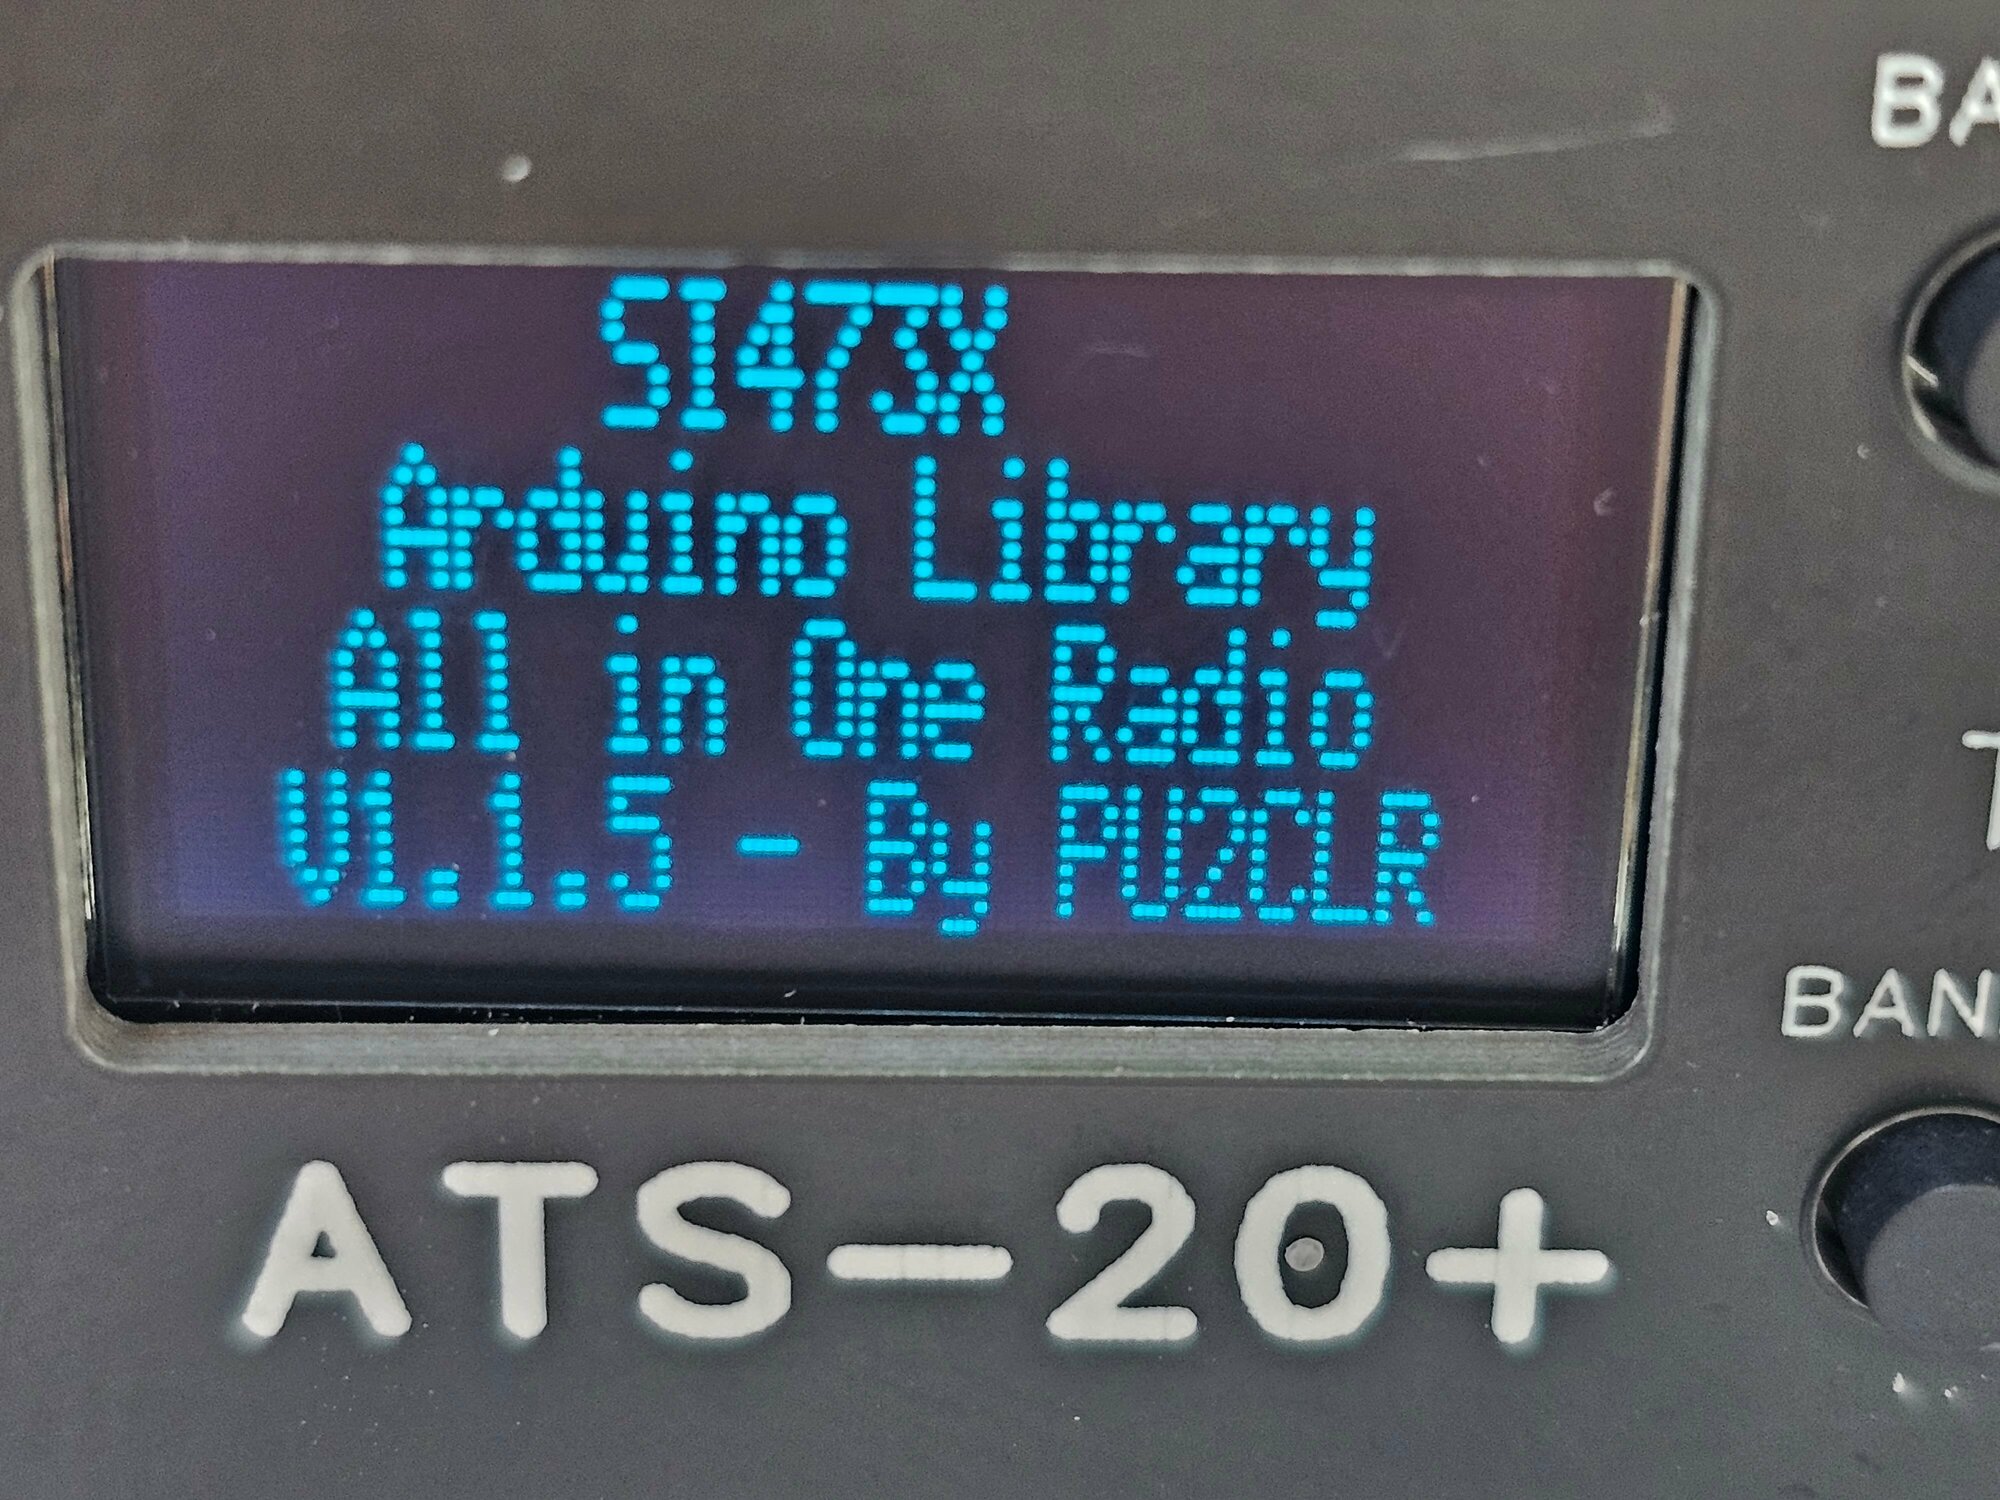 SI473X
Arduino Library
All in One Radio
V1.1.5 - By PU2CLR
ATS-20+